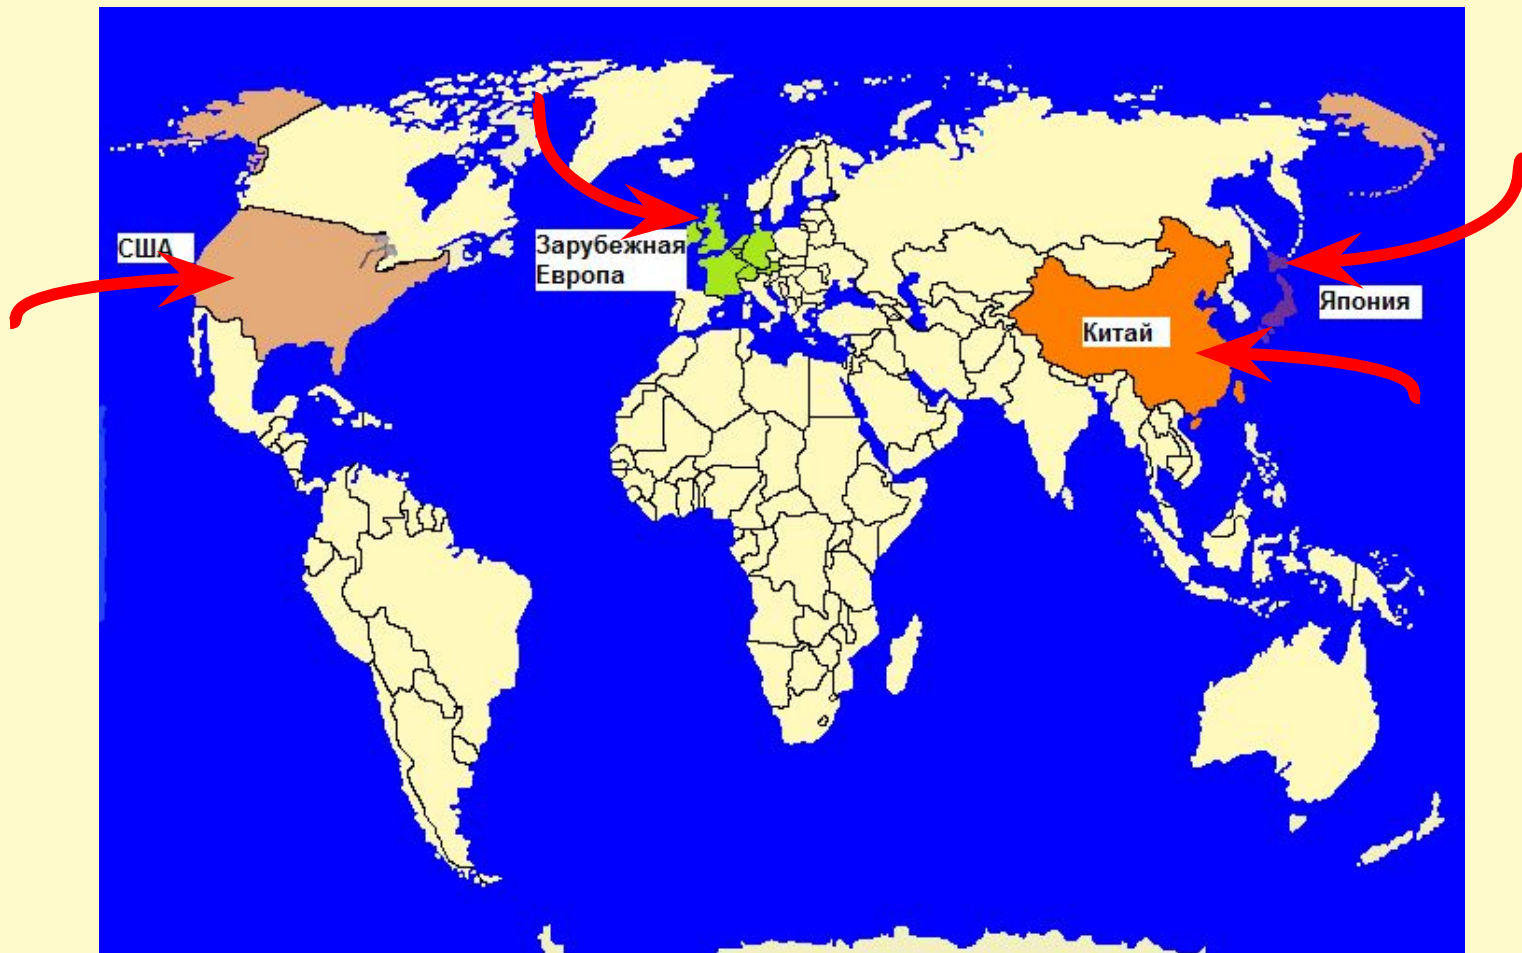 США
Зарубежная
Европа
Япония
Китай